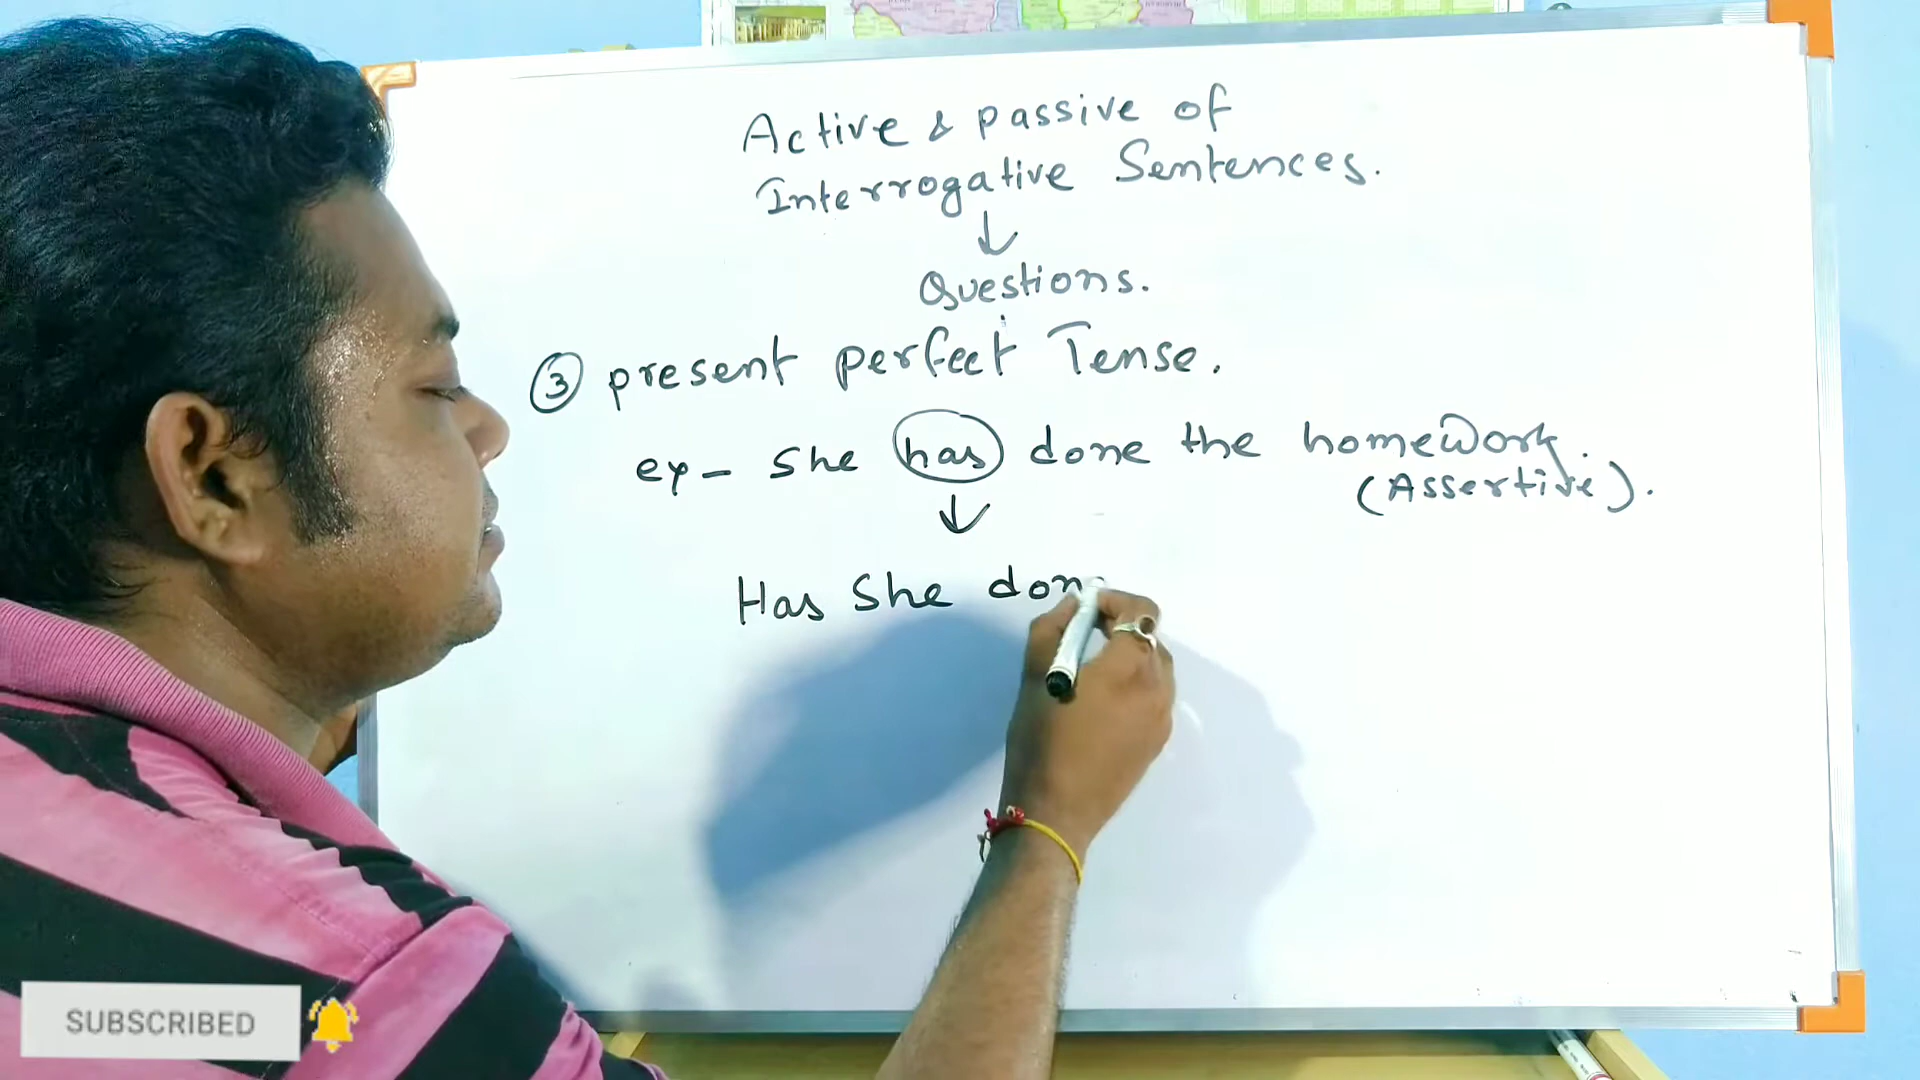 Active & passive of
Interrogative Sentences.
↓
Questions.
③ present perfect Tense.
ex- She has done the homework.
(Assertive).
↓
Has She don
SUBSCRIBED